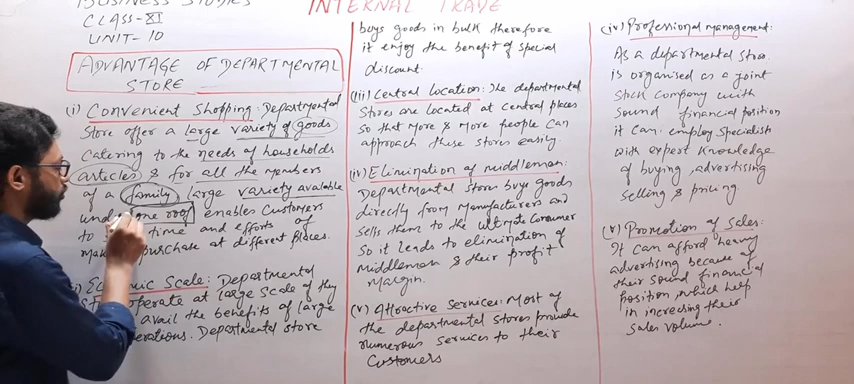 BUSINESS STUDIES
CLASS-XI
UNIT-10
INTERNAL TRADE
ADVANTAGE OF DEPARTMENTAL
STORE
(i) Convenient Shopping: Departmental
Store offer a large variety of goods
Catering to the needs of households
articles & for all the members
of a family large variety available
under one roof enables Customers
to time and efforts of
purchase at different places.
Economic Scale: Departmental
operate at large scale of they
avail the benefits of large
Departmental store
buys goods in bulk therefore
it enjoy the benefit of special
discount.
(iii) Central location: The departmental
Stores are located at central places
so that more & more people can
approach these stores easily.
(iv) Elimination of middleman:
Departmental Stores buys goods
directly from Manufacturers and
sells them to the ultimate Consumer
so it leads to elimination of
Middleman & their profit
Margin.
(v) Attractive Services: Most of
the departmental stores provide
numerous services to their
Customers
(iv) Professional management:
As a departmental store
is organised as a joint
stock company with
sound financial position
it can employ Specialist
with expert knowledge
of buying, advertising
selling & pricing
(v) Promotion of Sales:
It can afford heavy
advertising because of
their sound financial
position which help
in increasing their
sales volume.